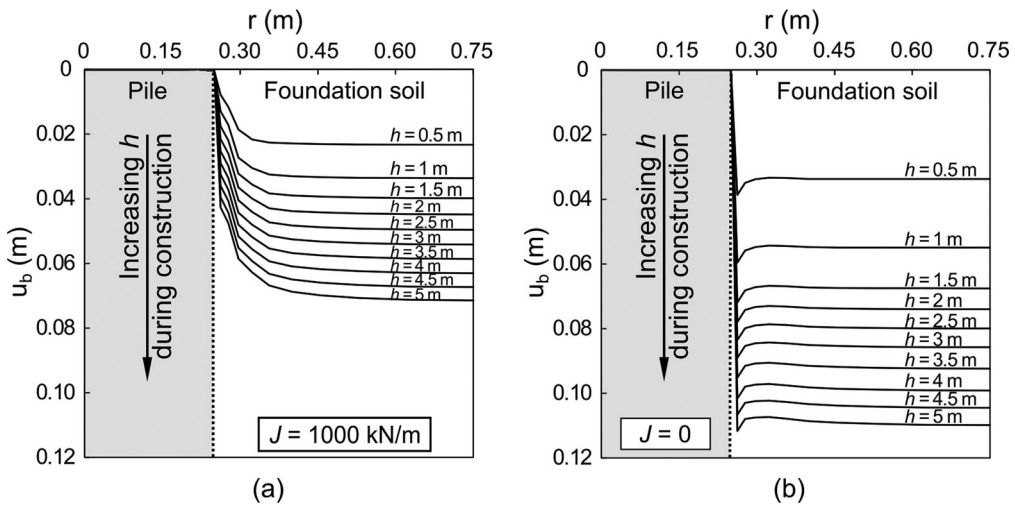 r (m)
0 0.15 0.30 0.45 0.60 0.75
0
0.02
0.04
0.06
0.08
0.10
0.12
u_b (m)
Pile
Foundation soil
Increasing h
during construction
h = 0.5 m
h = 1 m
h = 1.5 m
h = 2 m
h = 2.5 m
h = 3 m
h = 3.5 m
h = 4 m
h = 4.5 m
h = 5 m
J = 1000 kN/m
(a)
r (m)
0 0.15 0.30 0.45 0.60 0.75
0
0.02
0.04
0.06
0.08
0.10
0.12
u_b (m)
Pile
Foundation soil
Increasing h
during construction
h = 0.5 m
h = 1 m
h = 1.5 m
h = 2 m
h = 2.5 m
h = 3 m
h = 3.5 m
h = 4 m
h = 4.5 m
h = 5 m
J = 0
(b)